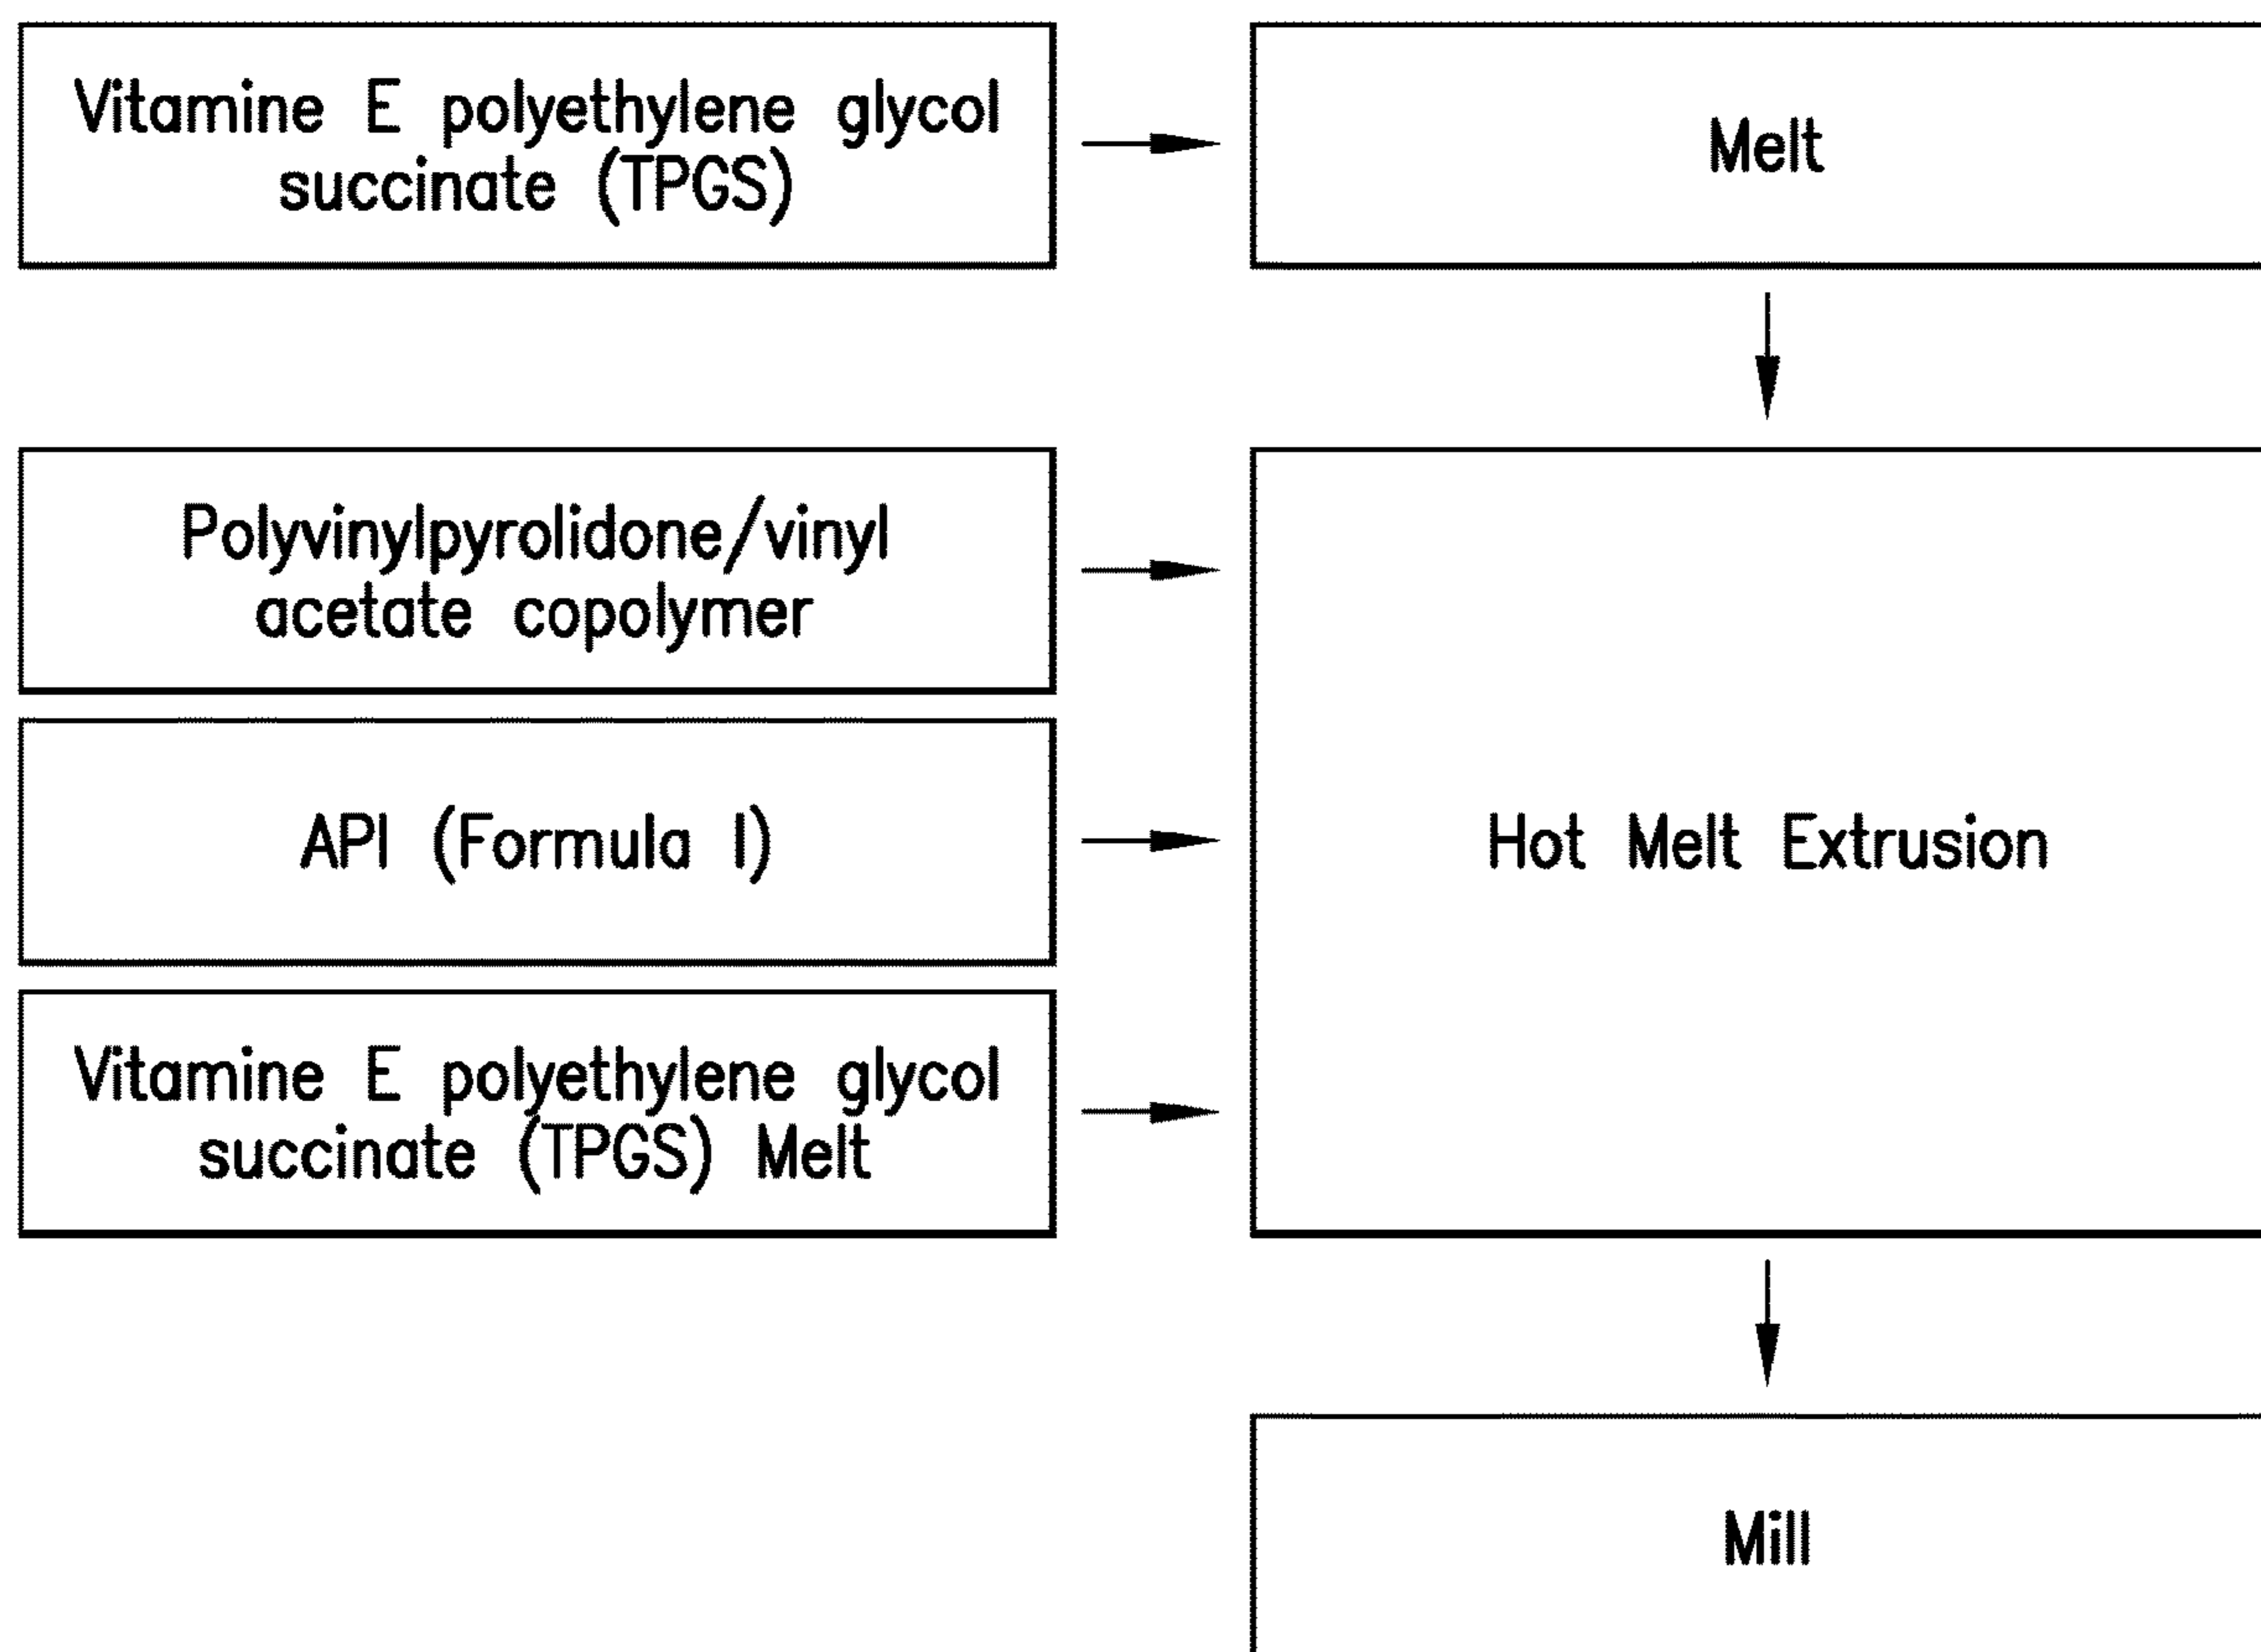 Vitamine E polyethylene glycol
succinate (TPGS)
Melt
Polyvinylpyrolidone/vinyl
acetate copolymer
API (Formula I)
Vitamine E polyethylene glycol
succinate (TPGS) Melt
Hot Melt Extrusion
Mill